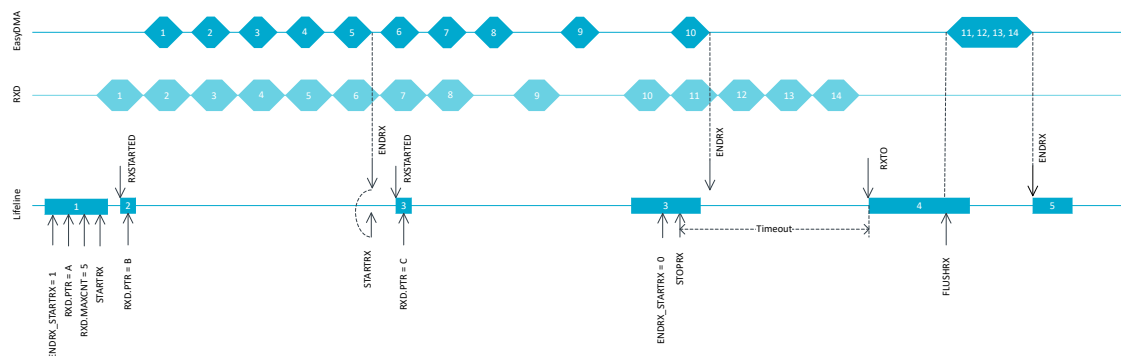 EasyDMA
1 2 3 4 5 6 7 8 9 10 11, 12, 13, 14
RXD
1 2 3 4 5 6 7 8 9 10 11 12 13 14
RXSTARTED
ENDRX
RXSTARTED
ENDRX
RXTO
ENDRX
Lifeline
1 2 3 3 4 5
Timeout
ENDRX_STARTRX = 1
RXD.PTR = A
RXD.MAXCNT = 5
STARTRX
RXD.PTR = B
STARTRX
RXD.PTR = C
ENDRX_STARTRX = 0
STOPRX
FLUSHRX